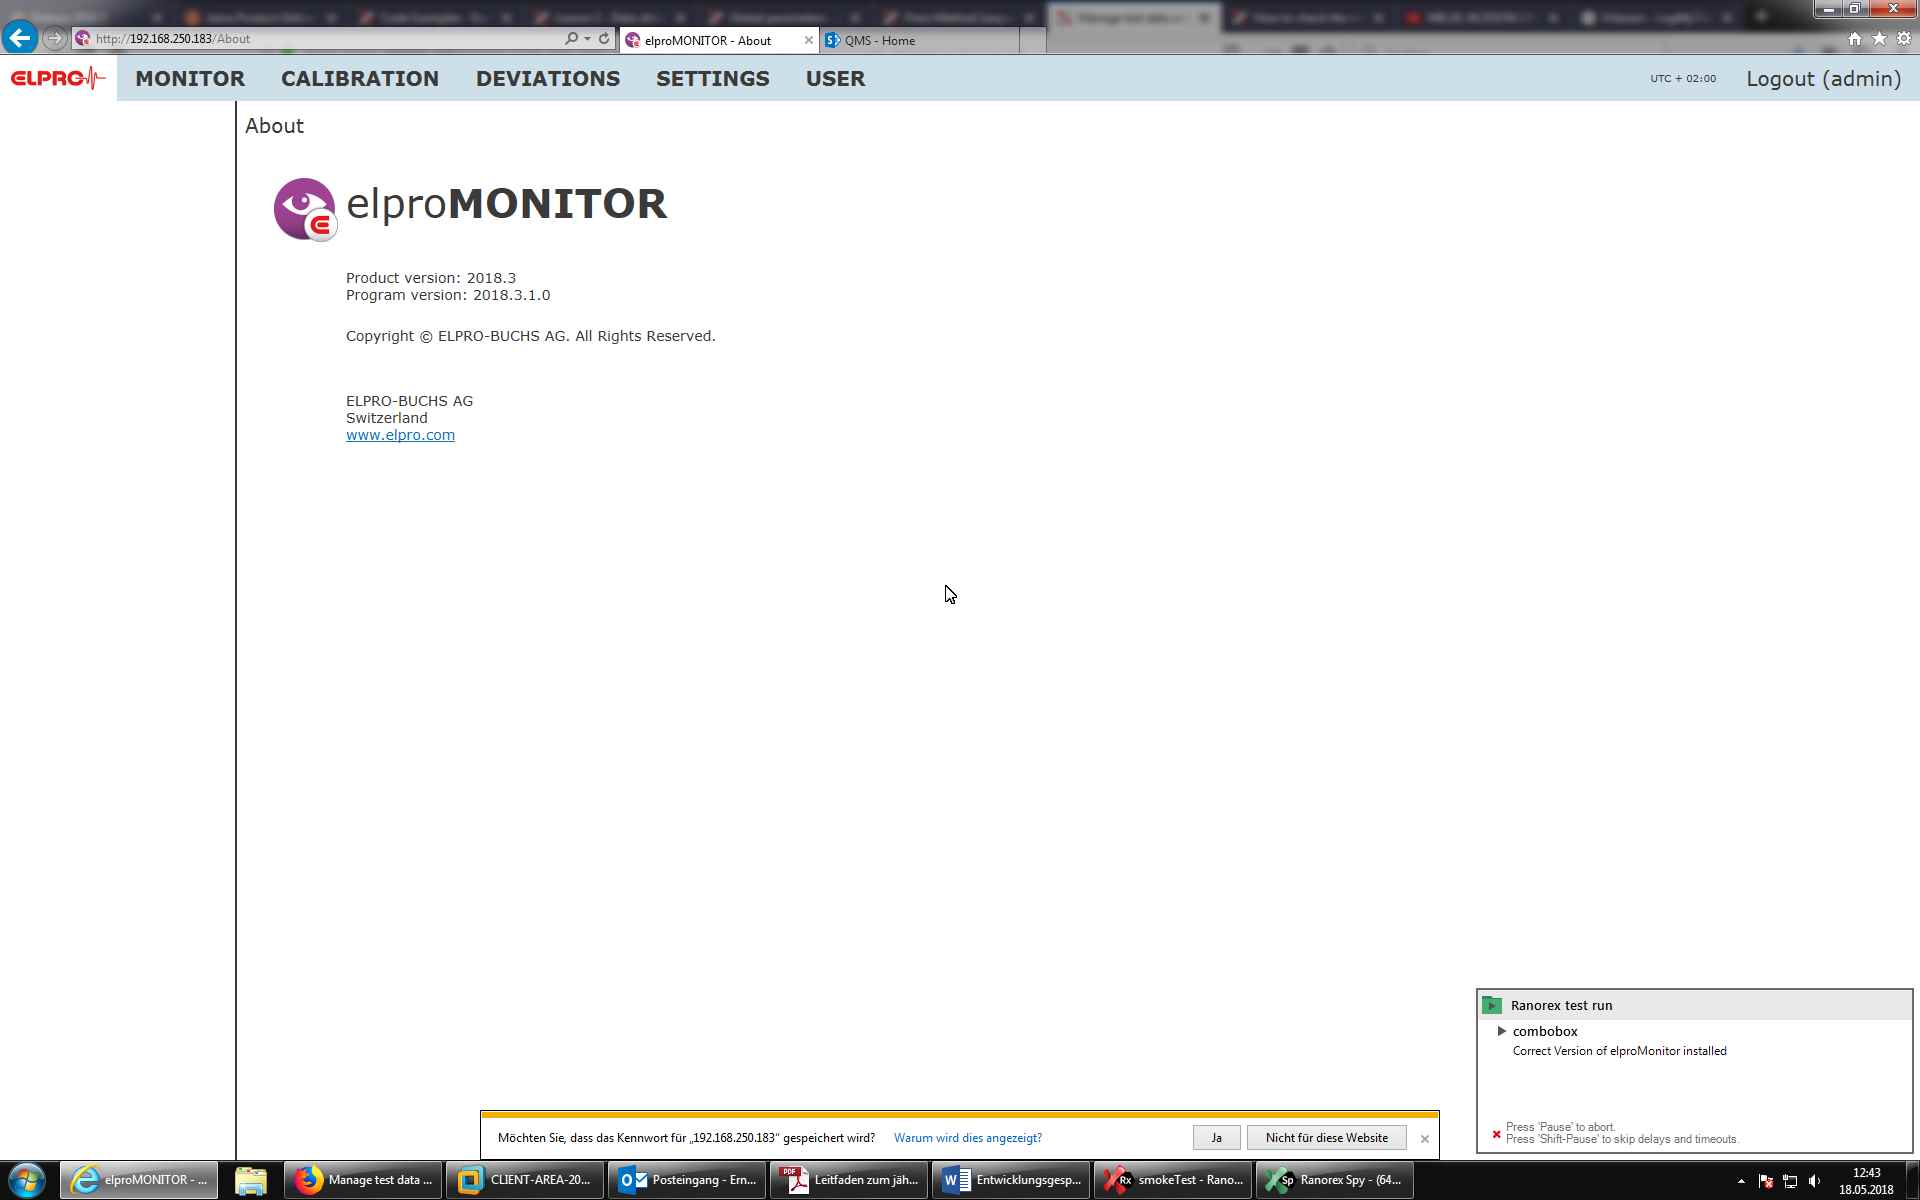 http://192.168.250.183/About
elproMONITOR - About
QMS - Home
ELPRO
MONITOR
CALIBRATION
DEVIATIONS
SETTINGS
USER
UTC + 02:00
Logout (admin)
About
elproMONITOR
Product version: 2018.3
Program version: 2018.3.1.0
Copyright © ELPRO-BUCHS AG. All Rights Reserved.
ELPRO-BUCHS AG
Switzerland
www.elpro.com
Ranorex test run
combobox
Correct Version of elproMonitor installed
Press 'Pause' to abort.
Press 'Shift-Pause' to skip delays and timeouts.
Möchten Sie, dass das Kennwort für „192.168.250.183“ gespeichert wird?
Warum wird dies angezeigt?
Ja
Nicht für diese Website
elproMONITOR - ...
Manage test data ...
CLIENT-AREA-20...
Posteingang - Ern...
PDF
Leitfaden zum jäh...
Entwicklungsgesp...
Rx
smokeTest - Rano...
Sp
Ranorex Spy - (64...
12:43
18.05.2018